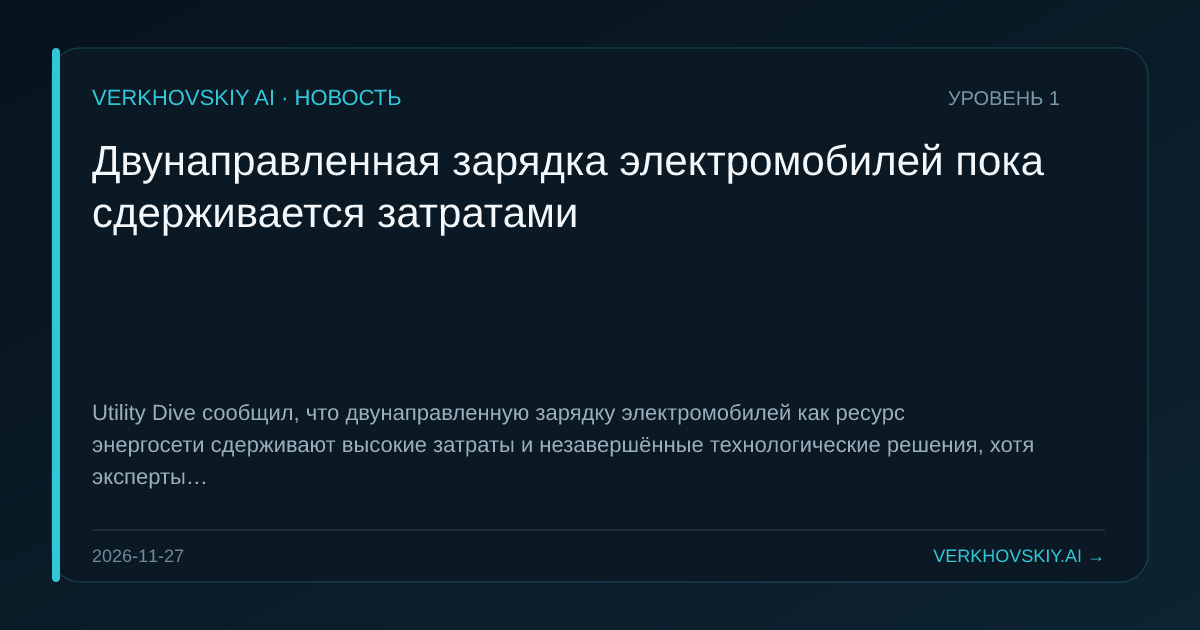 VERKHOVSKIY AI · НОВОСТЬ
УРОВЕНЬ 1
Двунаправленная зарядка электромобилей пока
сдерживается затратами
Utility Dive сообщил, что двунаправленную зарядку электромобилей как ресурс
энергосети сдерживают высокие затраты и незавершённые технологические решения, хотя
эксперты…
2026-11-27
VERKHOVSKIY.AI →